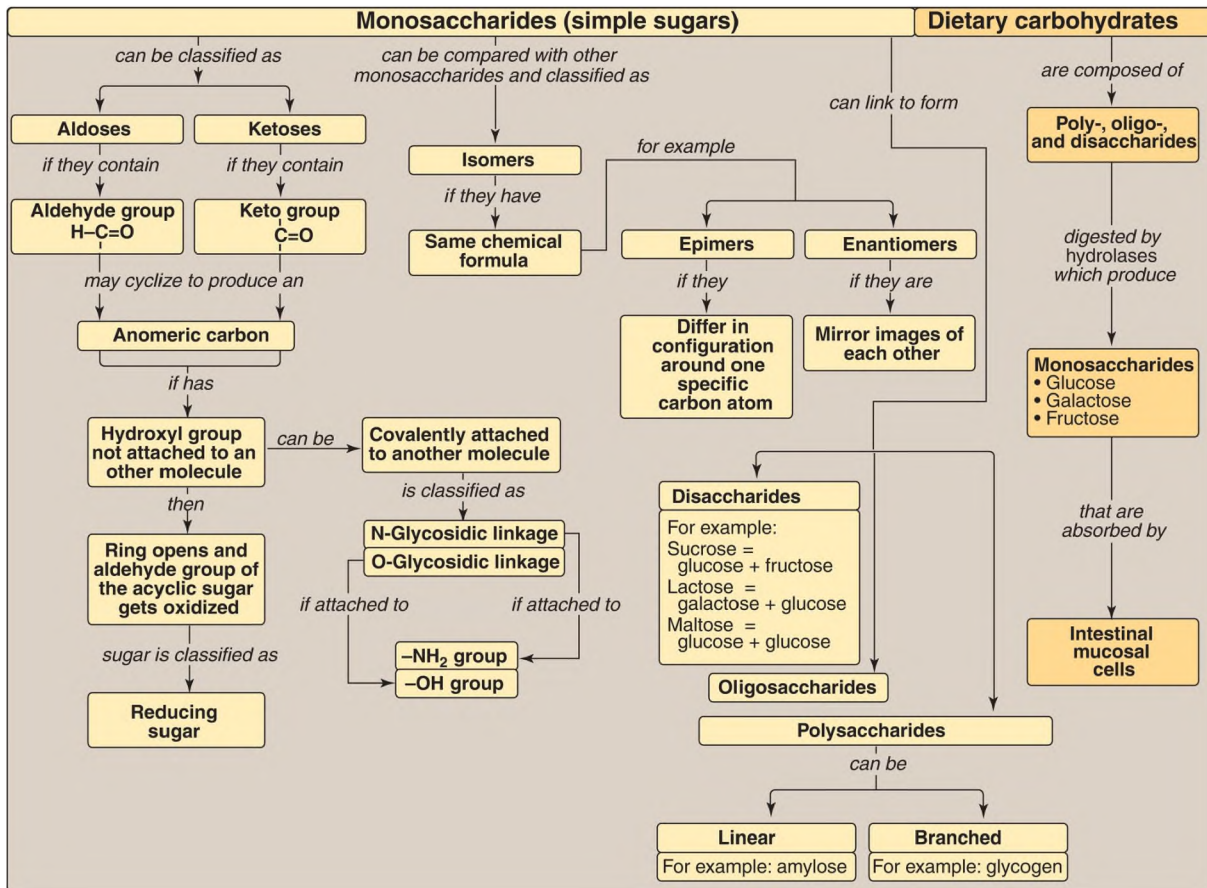 Monosaccharides (simple sugars)
Dietary carbohydrates
can be classified as
Aldoses
Ketoses
if they contain
if they contain
Aldehyde group
H–C=O
Keto group
C=O
may cyclize to produce an
Anomeric carbon
if has
Hydroxyl group
not attached to an
other molecule
can be
Covalently attached
to another molecule
then
Ring opens and
aldehyde group of
the acyclic sugar
gets oxidized
sugar is classified as
Reducing
sugar
is classified as
N-Glycosidic linkage
O-Glycosidic linkage
if attached to
if attached to
–NH₂ group
–OH group
can be compared with other
monosaccharides and classified as
Isomers
if they have
Same chemical
formula
for example
Epimers
Enantiomers
if they
if they are
Differ in
configuration
around one
specific
carbon atom
Mirror images of
each other
can link to form
Disaccharides
For example:
Sucrose =
glucose + fructose
Lactose =
galactose + glucose
Maltose =
glucose + glucose
Oligosaccharides
Polysaccharides
can be
Linear
For example: amylose
Branched
For example: glycogen
are composed of
Poly-, oligo-,
and disaccharides
digested by
hydrolases
which produce
Monosaccharides
• Glucose
• Galactose
• Fructose
that are
absorbed by
Intestinal
mucosal
cells